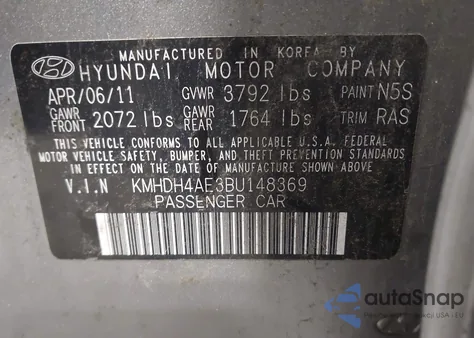 MANUFACTURED IN KOREA BY
HYUNDAI MOTOR COMPANY
APR/06/11 GVWR 3792 lbs PAINT N5S
GAWR FRONT 2072 lbs GAWR REAR 1764 lbs TRIM RAS
THIS VEHICLE CONFORMS TO ALL APPLICABLE U.S.A. FEDERAL
MOTOR VEHICLE SAFETY, BUMPER, AND THEFT PREVENTION STANDARDS
IN EFFECT ON THE DATE OF MANUFACTURE SHOWN ABOVE.
V.I.N KMHDH4AE3BU148369
PASSENGER CAR
autoSnap